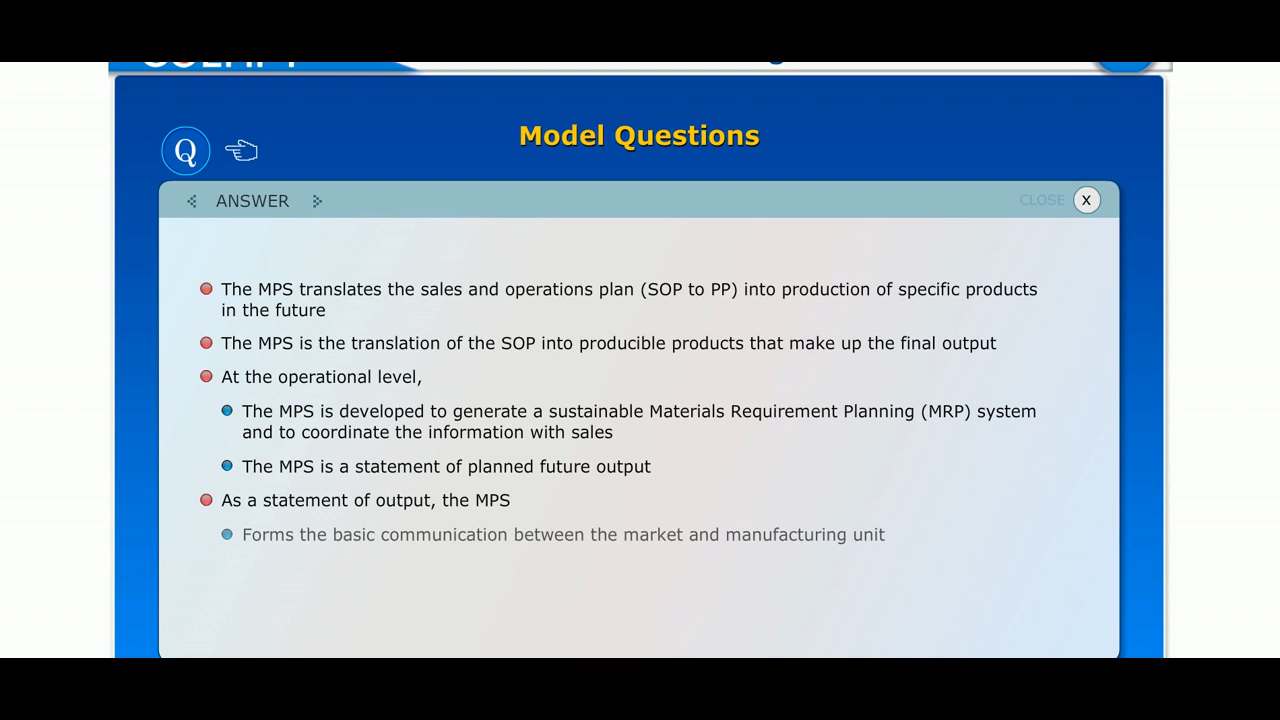 Model Questions
Q
ANSWER
CLOSE X
The MPS translates the sales and operations plan (SOP to PP) into production of specific products
in the future
The MPS is the translation of the SOP into producible products that make up the final output
At the operational level,
The MPS is developed to generate a sustainable Materials Requirement Planning (MRP) system
and to coordinate the information with sales
The MPS is a statement of planned future output
As a statement of output, the MPS
Forms the basic communication between the market and manufacturing unit